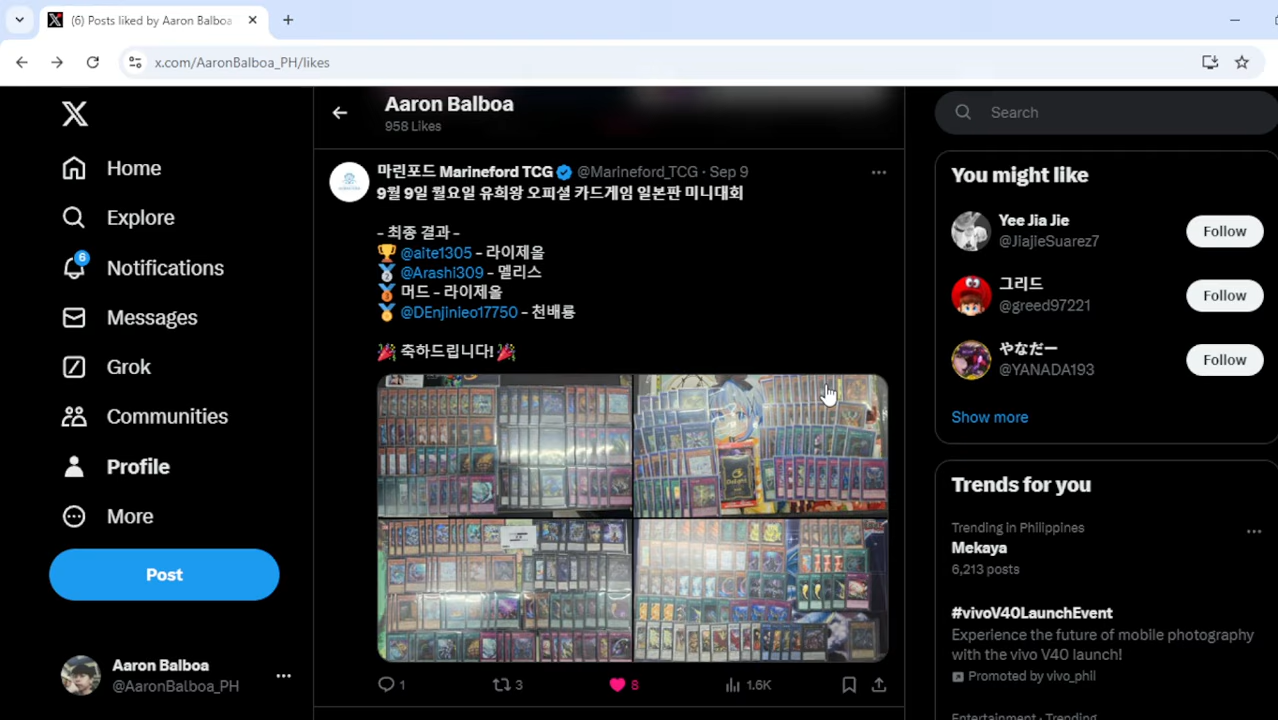 (6) Posts liked by Aaron Balboa
x.com/AaronBalboa_PH/likes
Home
Explore
6
Notifications
Messages
Grok
Communities
Profile
More
Post
Aaron Balboa
@AaronBalboa_PH
Aaron Balboa
958 Likes
마린포드 Marineford TCG @Marineford_TCG · Sep 9
9월 9일 월요일 유희왕 오피셜 카드게임 일본판 미니대회
- 최종 결과 -
🏆 @aite1305 - 라이제올
🥈 @Arashi309 - 멜리스
🥉 머드 - 라이제올
🏅 @DEnjinleo17750 - 천배룡
🎉 축하드립니다! 🎉
1
3
8
1.6K
Search
You might like
Yee Jia Jie
@JiajieSuarez7
Follow
그리드
@greed97221
Follow
やなだー
@YANADA193
Follow
Show more
Trends for you
Trending in Philippines
Mekaya
6,213 posts
#vivoV40LaunchEvent
Experience the future of mobile photography
with the vivo V40 launch!
Promoted by vivo_phil
Entertainment · Trending